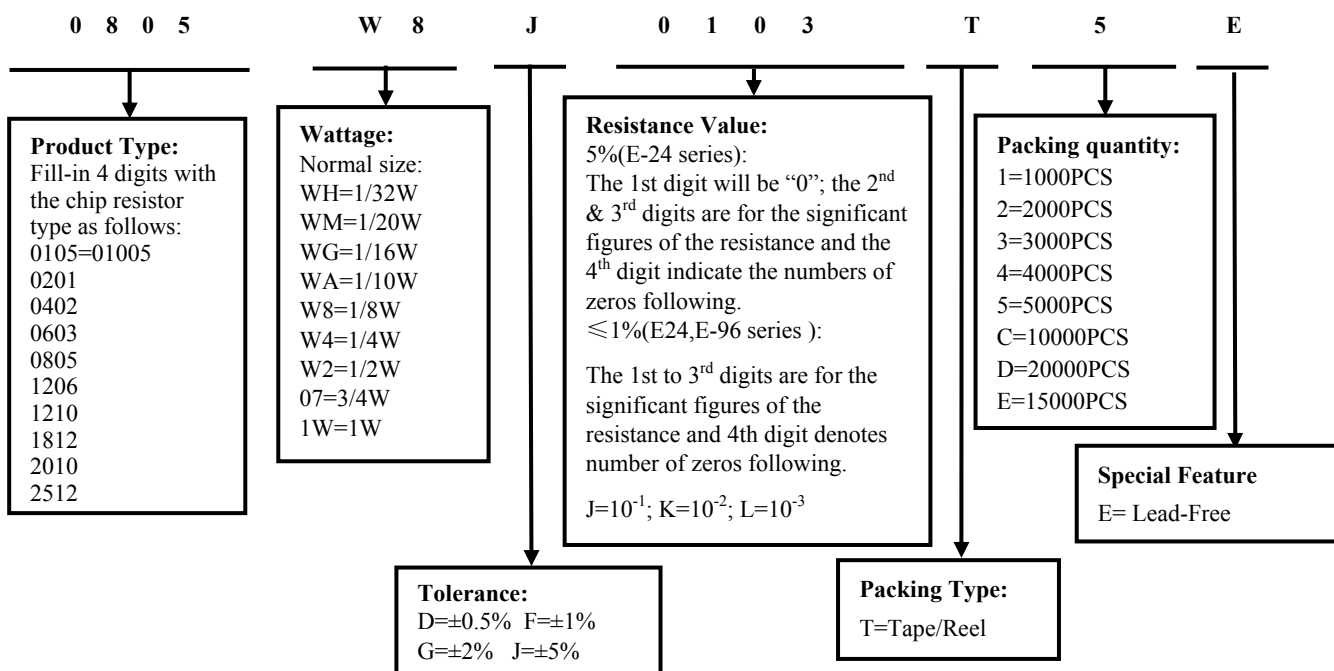 0 8 0 5 W 8 J 0 1 0 3 T 5 E
Product Type:
Fill-in 4 digits with
the chip resistor
type as follows:
0105=01005
0201
0402
0603
0805
1206
1210
1812
2010
2512
Wattage:
Normal size:
WH=1/32W
WM=1/20W
WG=1/16W
WA=1/10W
W8=1/8W
W4=1/4W
W2=1/2W
07=3/4W
1W=1W
Tolerance:
D=±0.5% F=±1%
G=±2% J=±5%
Resistance Value:
5%(E-24 series):
The 1st digit will be “0”; the 2nd
& 3rd digits are for the significant
figures of the resistance and the
4th digit indicate the numbers of
zeros following.
≤1%(E24,E-96 series ):
The 1st to 3rd digits are for the
significant figures of the
resistance and 4th digit denotes
number of zeros following.
J=10-1; K=10-2; L=10-3
Packing Type:
T=Tape/Reel
Packing quantity:
1=1000PCS
2=2000PCS
3=3000PCS
4=4000PCS
5=5000PCS
C=10000PCS
D=20000PCS
E=15000PCS
Special Feature
E= Lead-Free